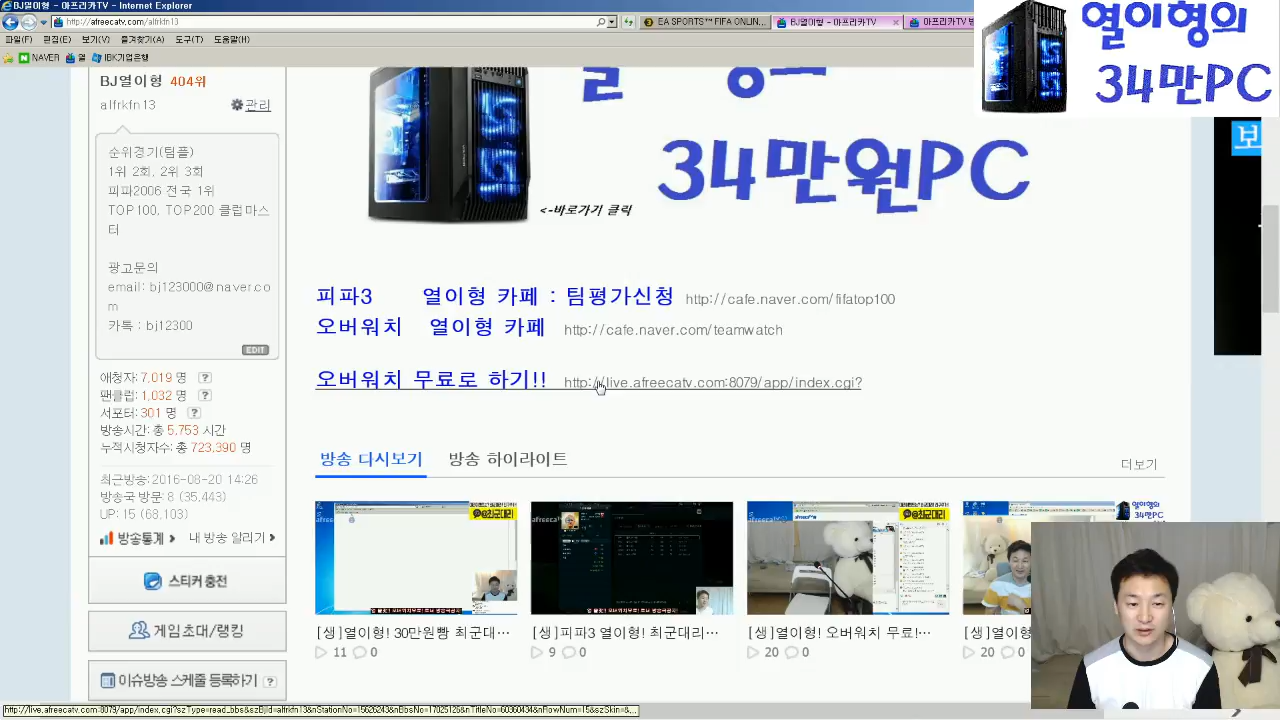 BJ열이형 - 아프리카TV - Internet Explorer
http://afreecatv.com/alfrkfn13
EA SPORTS™ FIFA ONLIN...
BJ열이형 - 아프리카TV
파일(F) 편집(E) 보기(V) 즐겨찾기(A) 도구(T) 도움말(H)
NAVER
열
IBK기업은행
열이형의
34만PC
BJ열이형 404위
alfrkfn13
관리
순위경기(팀플)
1위 2회, 2위 3회
피파2006 전국 1위
TOP100, TOP200 클럽마스
터
광고문의
email: bj123000@naver.co
m
카톡 : bj12300
EDIT
애청자: 7,019 명
팬클럽: 1,032 명
서포터: 301 명
방송시간: 총 5,753 시간
누적시청자수: 총 723,390 명
최근방송: 2016-08-20 14:26
방송국 방문: 8 (35,443)
UP: 15 (68,103)
방송통계
내 방송 알리기
스티커충전
게임초대/랭킹
이슈방송 스케줄 등록하기
34만원PC
<-바로가기 클릭
피파3 열이형 카페 : 팀평가신청 http://cafe.naver.com/fifatop100
오버워치 열이형 카페 http://cafe.naver.com/teamwatch
오버워치 무료로 하기!! http://live.afreecatv.com:8079/app/index.cgi?
방송 다시보기
방송 하이라이트
더보기
[생]열이형! 30만원빵 최군대...
11 0
[생]피파3 열이형! 최군대리...
9 0
[생]열이형! 오버워치 무료!...
20 0
[생]열이형
20 0